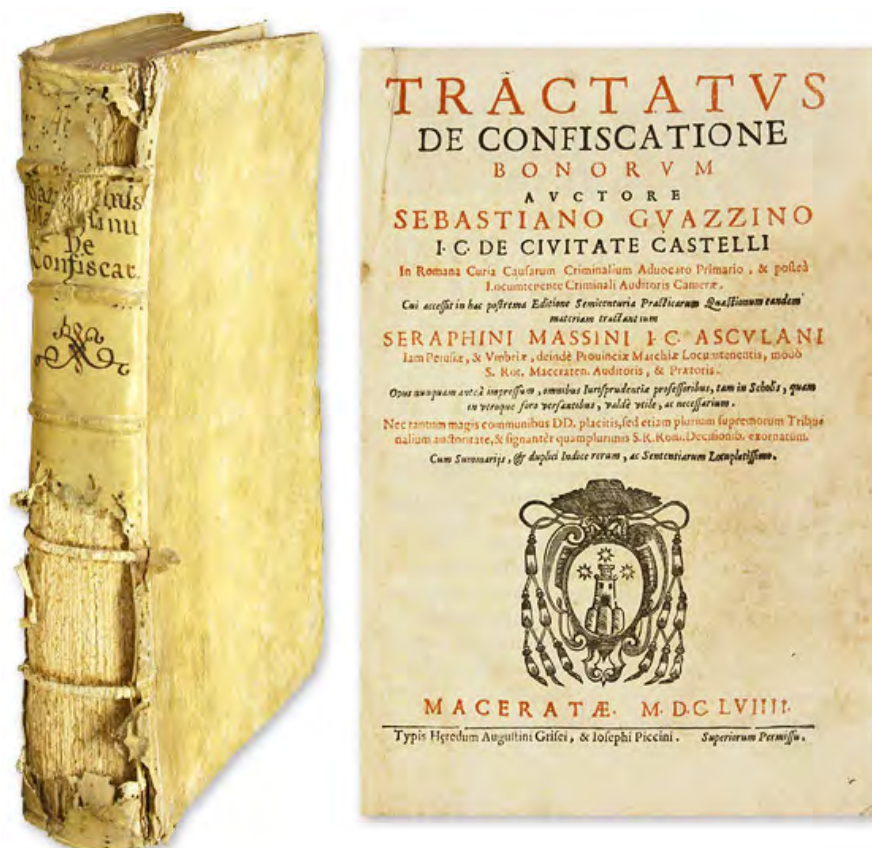 De
Confiscat.
TRACTATVS
DE CONFISCATIONE
BONORVM
AVCTORE
SEBASTIANO GVAZZINO
I. C. DE CIVITATE CASTELLI
In Romana Curia Causarum Criminalium Aduocato Primario, & posteà
Locumtenente Criminali Auditoris Cameræ.
Cui accessit in hac postrema Editione Semicenturia Practicarum Quæstionum eandem
materiam tractantium
SERAPHINI MASSINI I. C. ASCVLANI
Iam Perusiæ, & Vmbriæ, deindè Prouinciæ Marchiæ Locumtenentis, modò
S. Rot. Maceraten. Auditoris, & Prætoris.
Opus nunquam anteà impressum, omnibus Iurisprudentiæ professoribus, tam in Scholis, quam
in vtroque foro versantibus, valdè vtile, ac necessarium.
Nec tantum magis communibus DD. placitis, sed etiam plurium supremorum Tribu-
nalium auctoritate, & signantèr quamplurimis S. R. Rom. Decisionib. exornatum.
Cum Summarijs, & duplici Indice rerum, ac Sententiarum Locupletissimo.
MACERATÆ. M. D. C LVIIII.
Typis Heredum Augustini Grisei, & Iosephi Piccini. Superiorum Permissu.